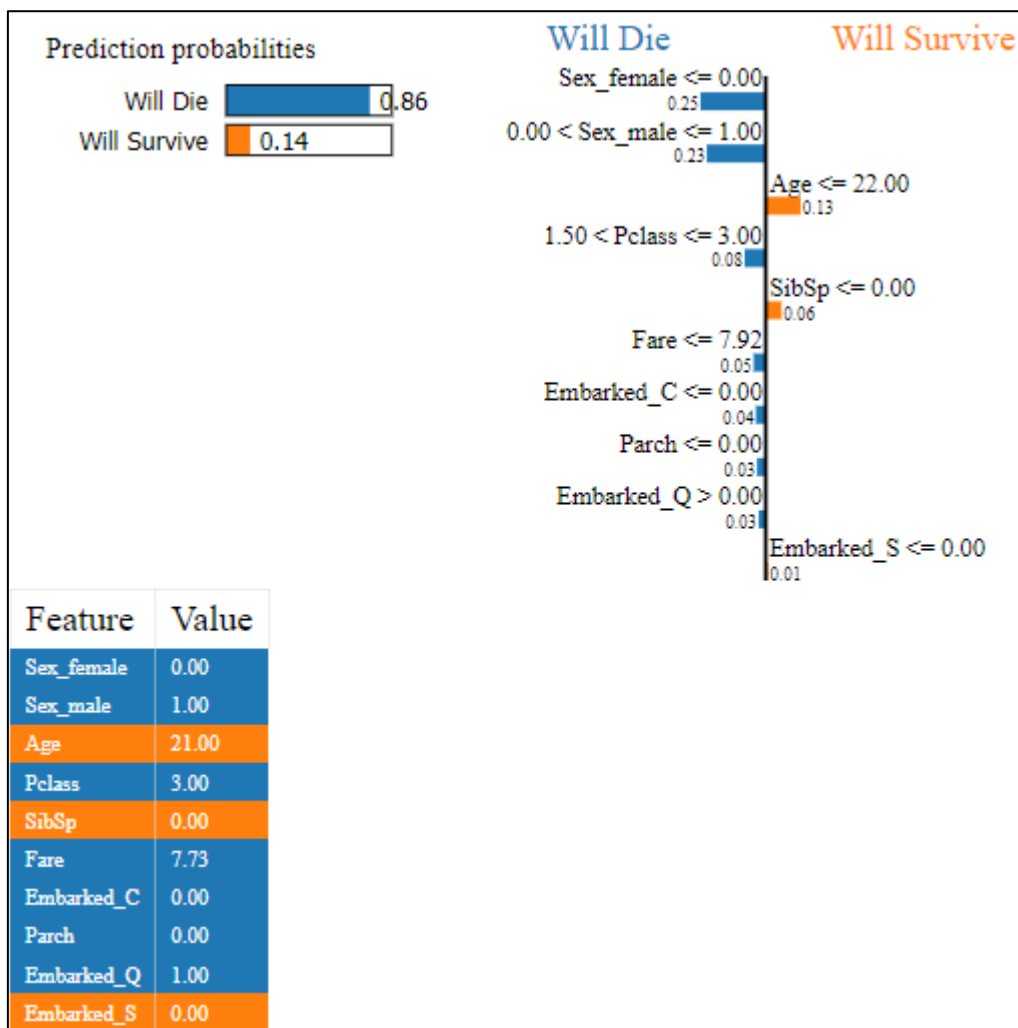 Prediction probabilities
Will Die 0.86
Will Survive 0.14
Will Die Will Survive
Sex_female <= 0.00
0.25
0.00 < Sex_male <= 1.00
0.23
Age <= 22.00
0.13
1.50 < Pclass <= 3.00
0.08
SibSp <= 0.00
0.06
Fare <= 7.92
0.05
Embarked_C <= 0.00
0.04
Parch <= 0.00
0.03
Embarked_Q > 0.00
0.03
Embarked_S <= 0.00
0.01
Feature Value
Sex_female 0.00
Sex_male 1.00
Age 21.00
Pclass 3.00
SibSp 0.00
Fare 7.73
Embarked_C 0.00
Parch 0.00
Embarked_Q 1.00
Embarked_S 0.00